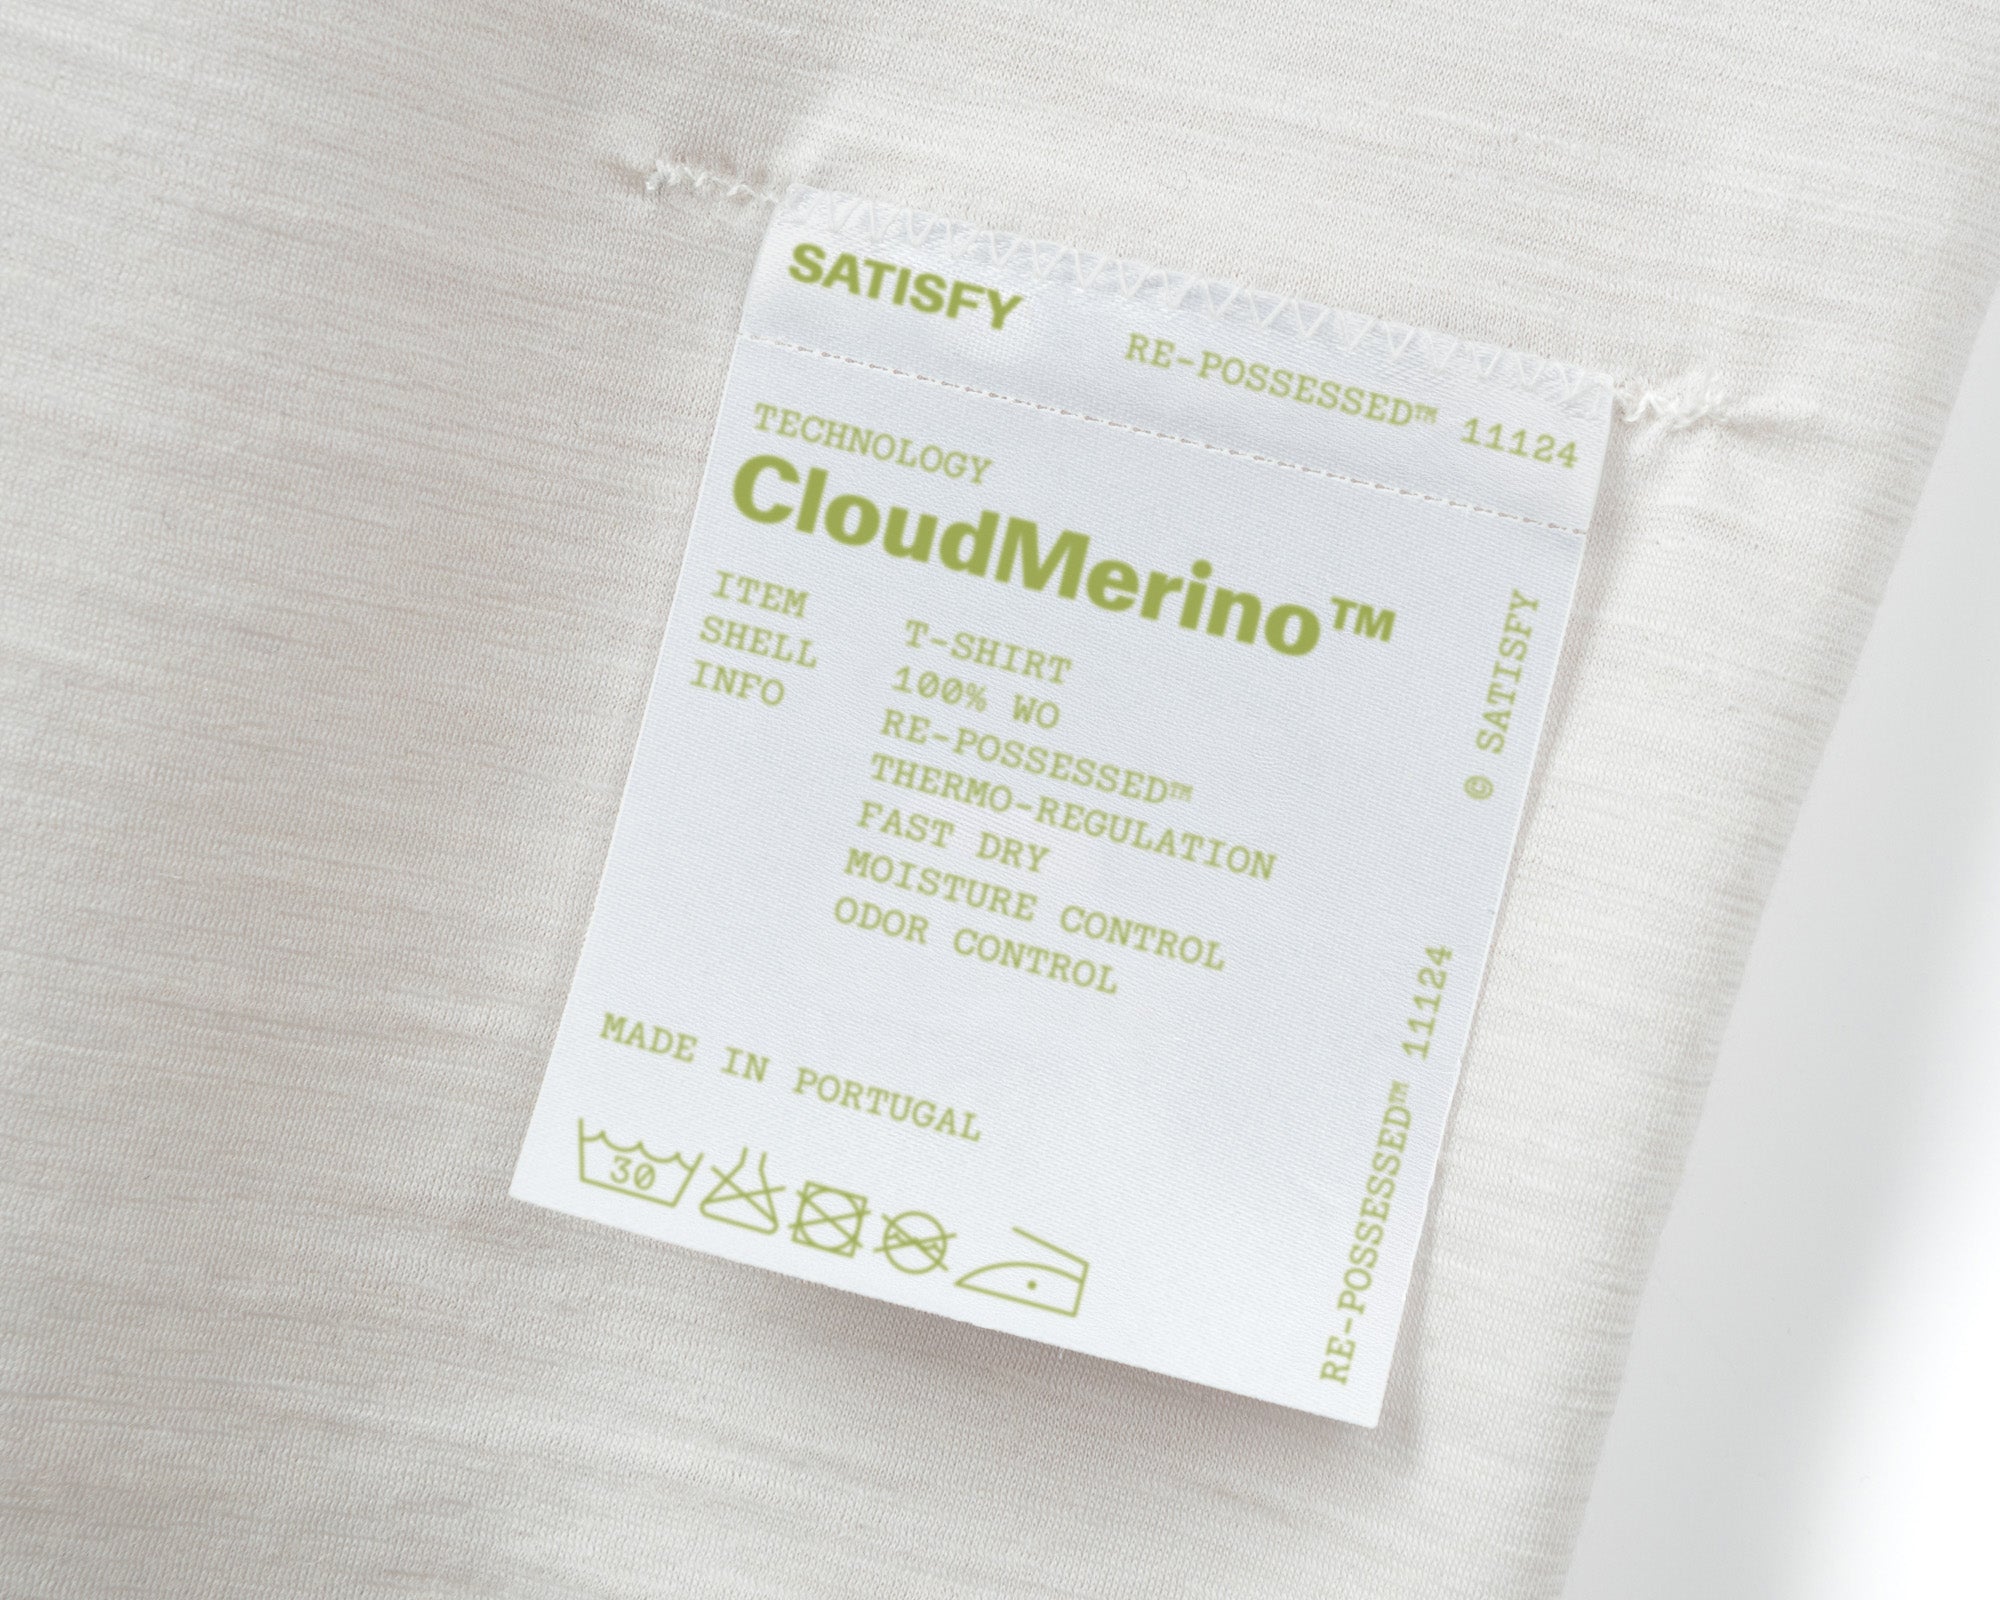 SATISFY
RE-POSSESSED™ 11124
TECHNOLOGY
CloudMerino™
ITEM T-SHIRT
SHELL 100% WO
INFO RE-POSSESSED™
THERMO-REGULATION
FAST DRY
MOISTURE CONTROL
ODOR CONTROL
MADE IN PORTUGAL
30
RE-POSSESSED™ 11124 © SATISFY